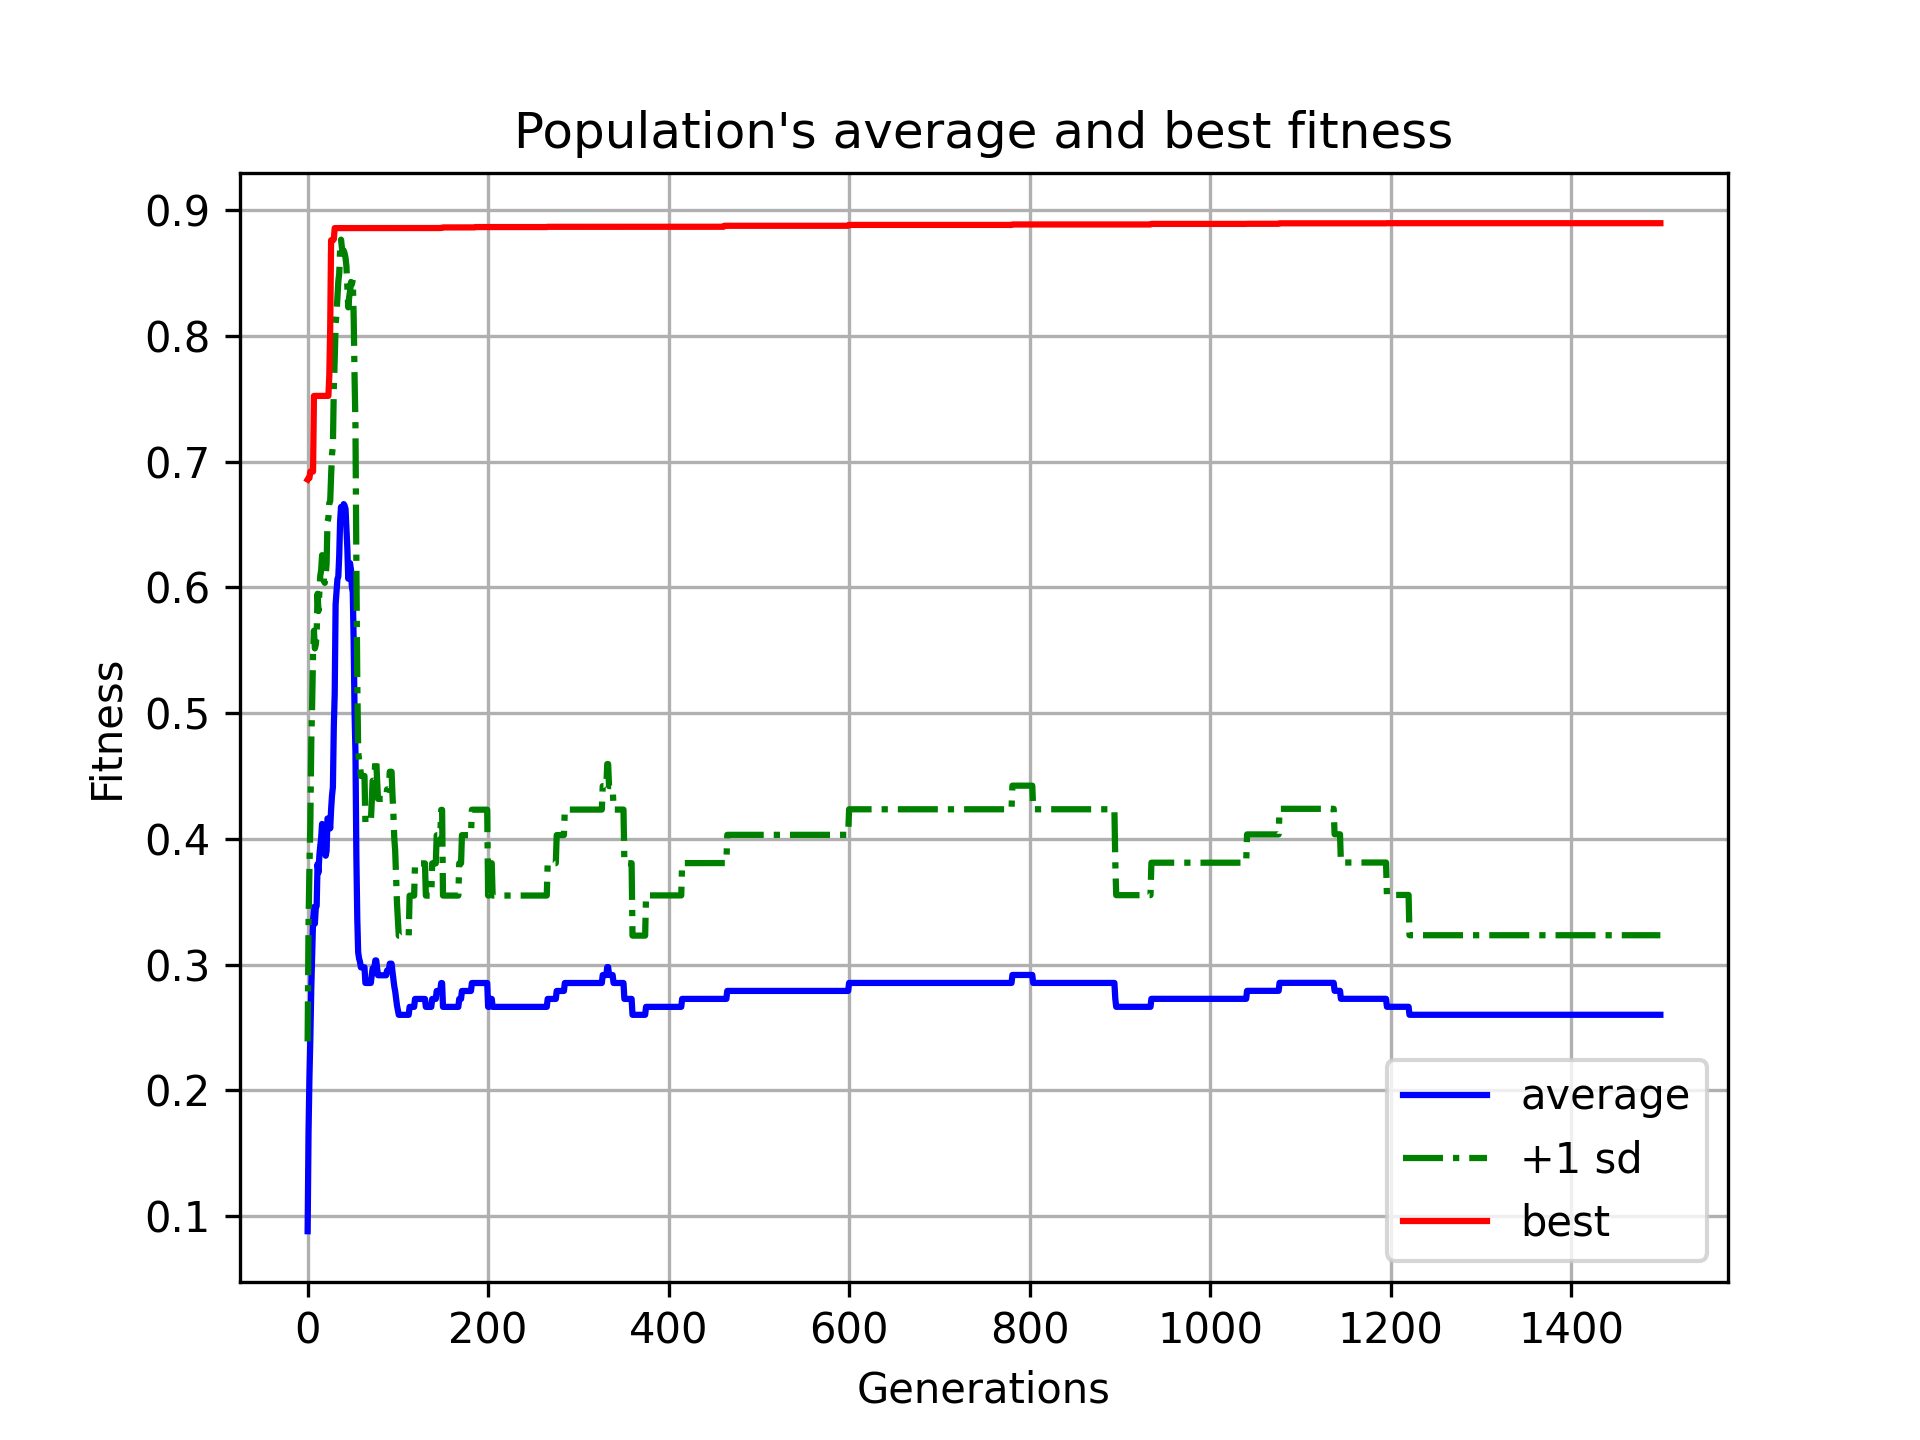 Population's average and best fitness
Fitness
0.9
0.8
0.7
0.6
0.5
0.4
0.3
0.2
0.1
average
+1 sd
best
0 200 400 600 800 1000 1200 1400
Generations